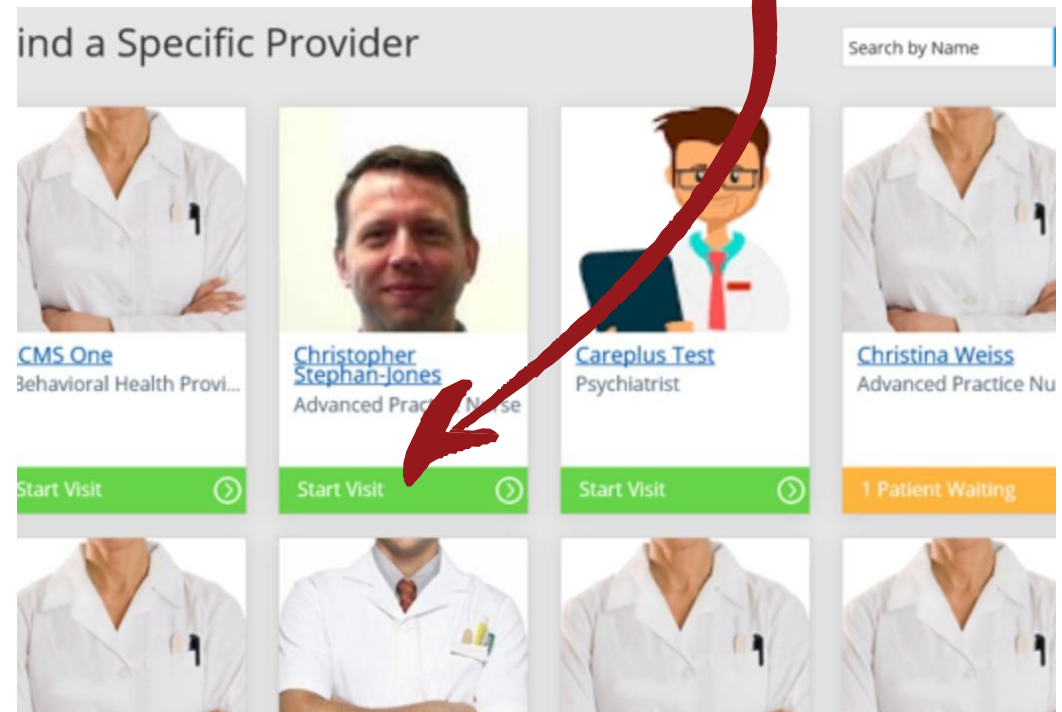 ind a Specific Provider
Search by Name
CMS One
Behavioral Health Provi...
Start Visit
Christopher
Stephan-Jones
Advanced Practice Nurse
Start Visit
Careplus Test
Psychiatrist
Start Visit
Christina Weiss
Advanced Practice Nu
1 Patient Waiting